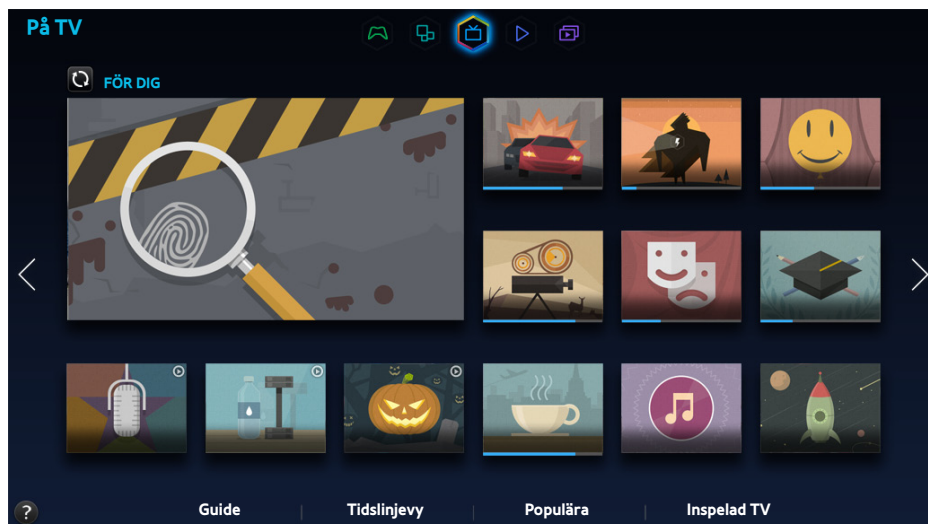 På TV
FÖR DIG
?
Guide
Tidslinjevy
Populära
Inspelad TV